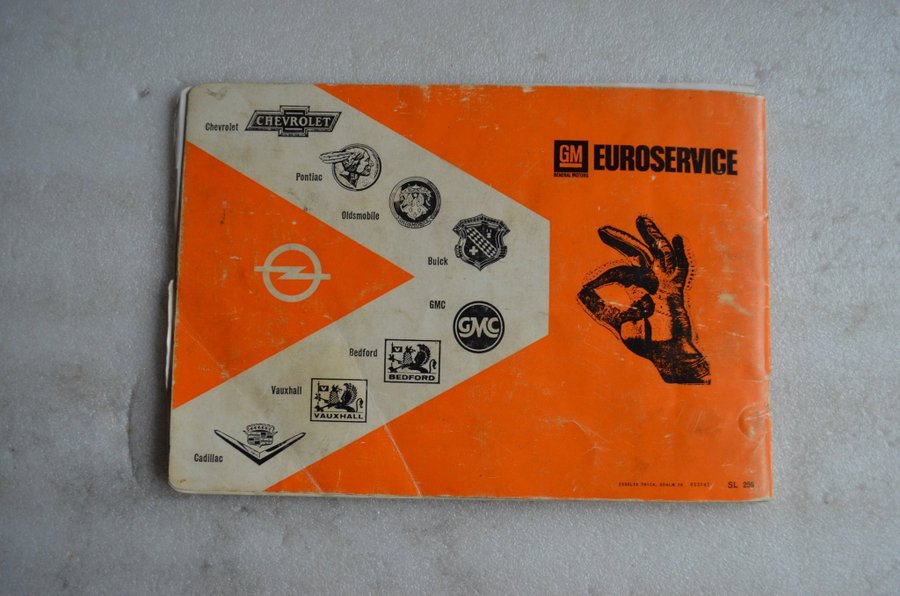 Chevrolet
CHEVROLET
Pontiac
Oldsmobile
Buick
GMC
GMC
Bedford
BEDFORD
Vauxhall
VAUXHALL
Cadillac
GM
GENERAL MOTORS
EUROSERVICE
SL 256